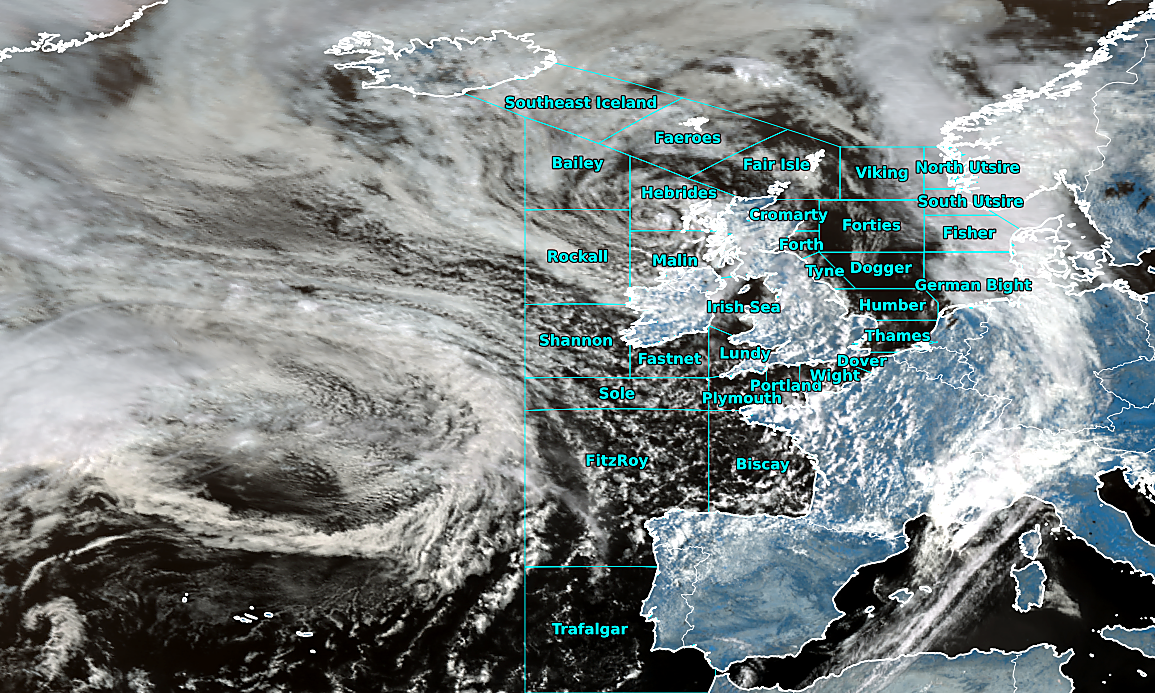 Southeast Iceland
Faeroes
Bailey
Fair Isle
Viking
North Utsire
Hebrides
South Utsire
Cromarty
Forties
Fisher
Forth
Rockall
Malin
Tyne
Dogger
German Bight
Irish Sea
Humber
Shannon
Thames
Fastnet
Lundy
Dover
Wight
Portland
Sole
Plymouth
FitzRoy
Biscay
Trafalgar